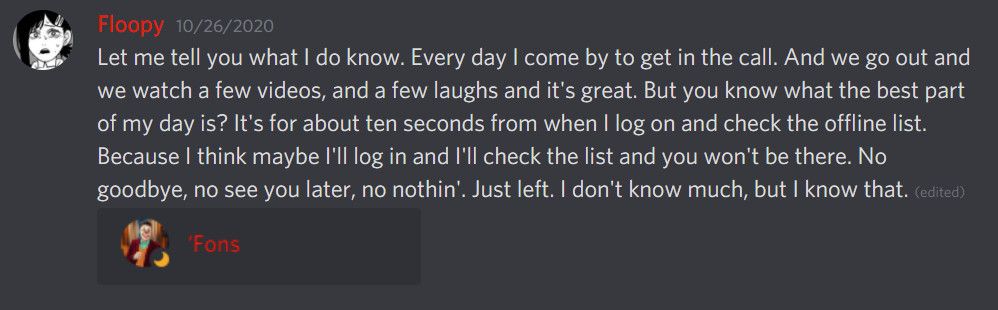 Floopy 10/26/2020
Let me tell you what I do know. Every day I come by to get in the call. And we go out and
we watch a few videos, and a few laughs and it's great. But you know what the best part
of my day is? It's for about ten seconds from when I log on and check the offline list.
Because I think maybe I'll log in and I'll check the list and you won't be there. No
goodbye, no see you later, no nothin'. Just left. I don't know much, but I know that. (edited)
'Fons